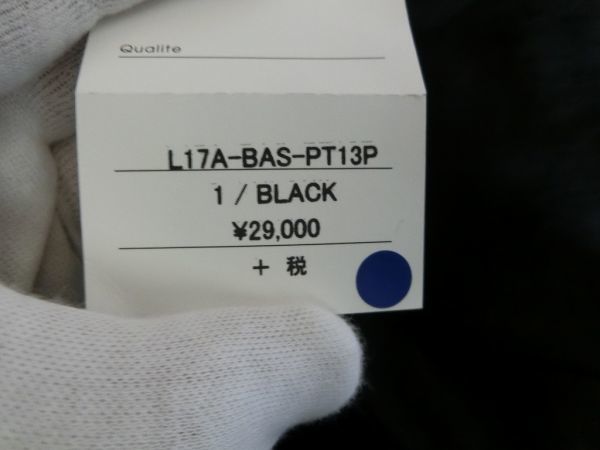 Qualite
L17A-BAS-PT13P
1 / BLACK
¥29,000
+ 税